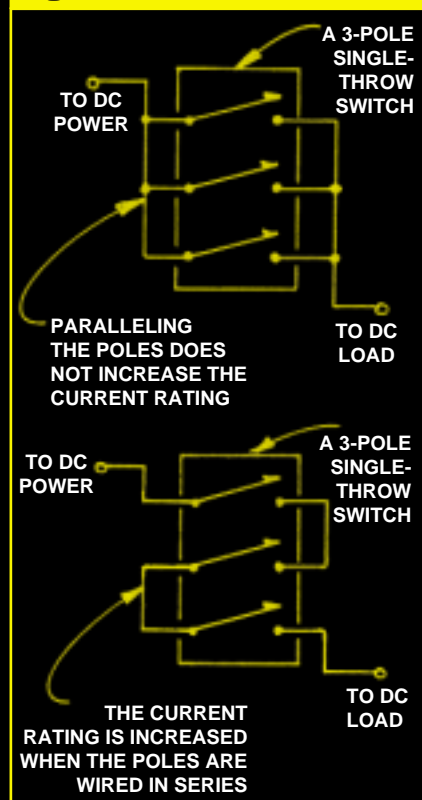 A 3-POLE
SINGLE-
THROW
SWITCH
TO DC
POWER
PARALLELING
THE POLES DOES
NOT INCREASE THE
CURRENT RATING
TO DC
LOAD
A 3-POLE
SINGLE-
THROW
SWITCH
TO DC
POWER
THE CURRENT
RATING IS INCREASED
WHEN THE POLES ARE
WIRED IN SERIES
TO DC
LOAD